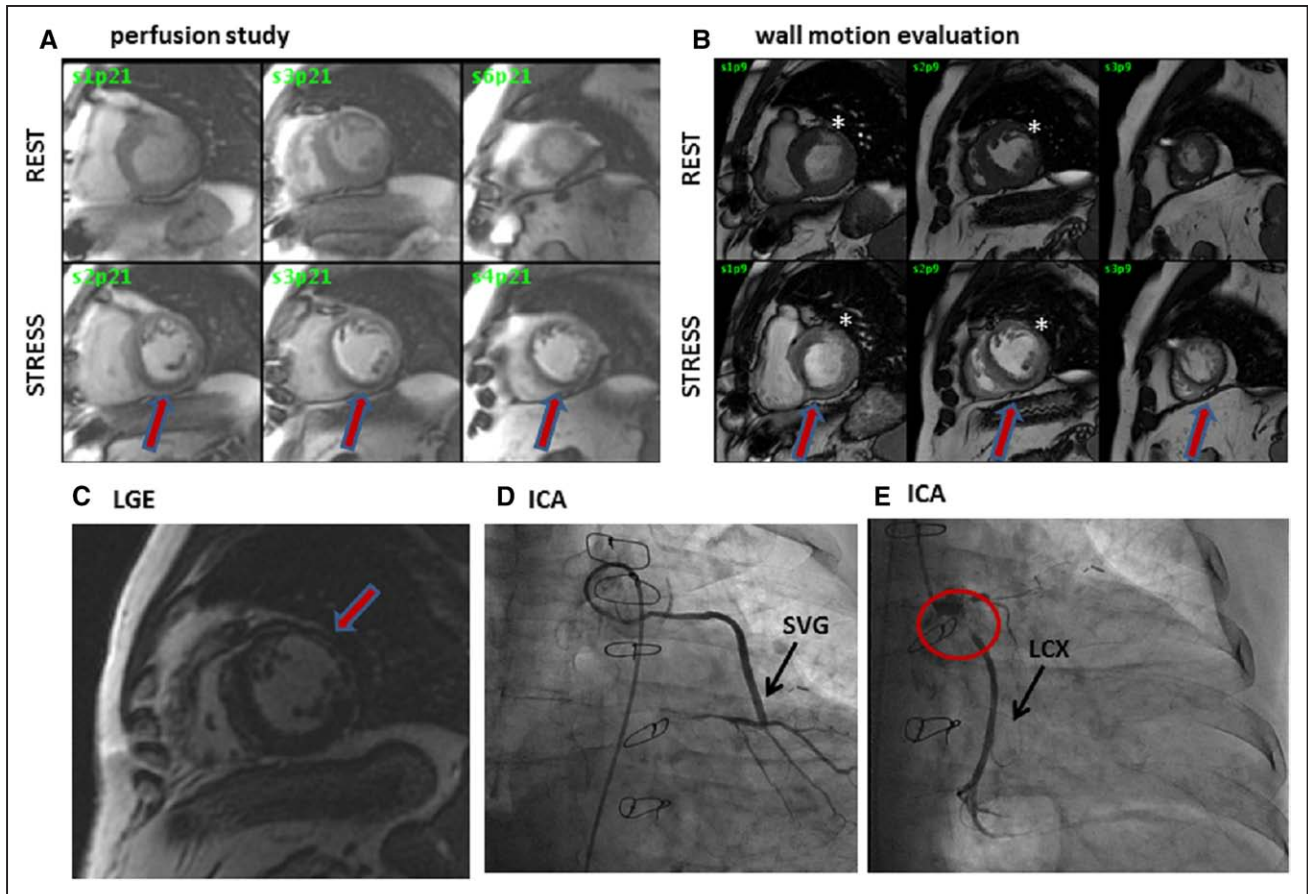 A perfusion study
REST
s1p21 s3p21 s6p21
STRESS
s2p21 s3p21 s4p21
B wall motion evaluation
REST
s1p9 s2p9 s3p9
*
*
STRESS
s1p9 s2p9 s3p9
*
*
C LGE
D ICA
SVG
E ICA
LCX